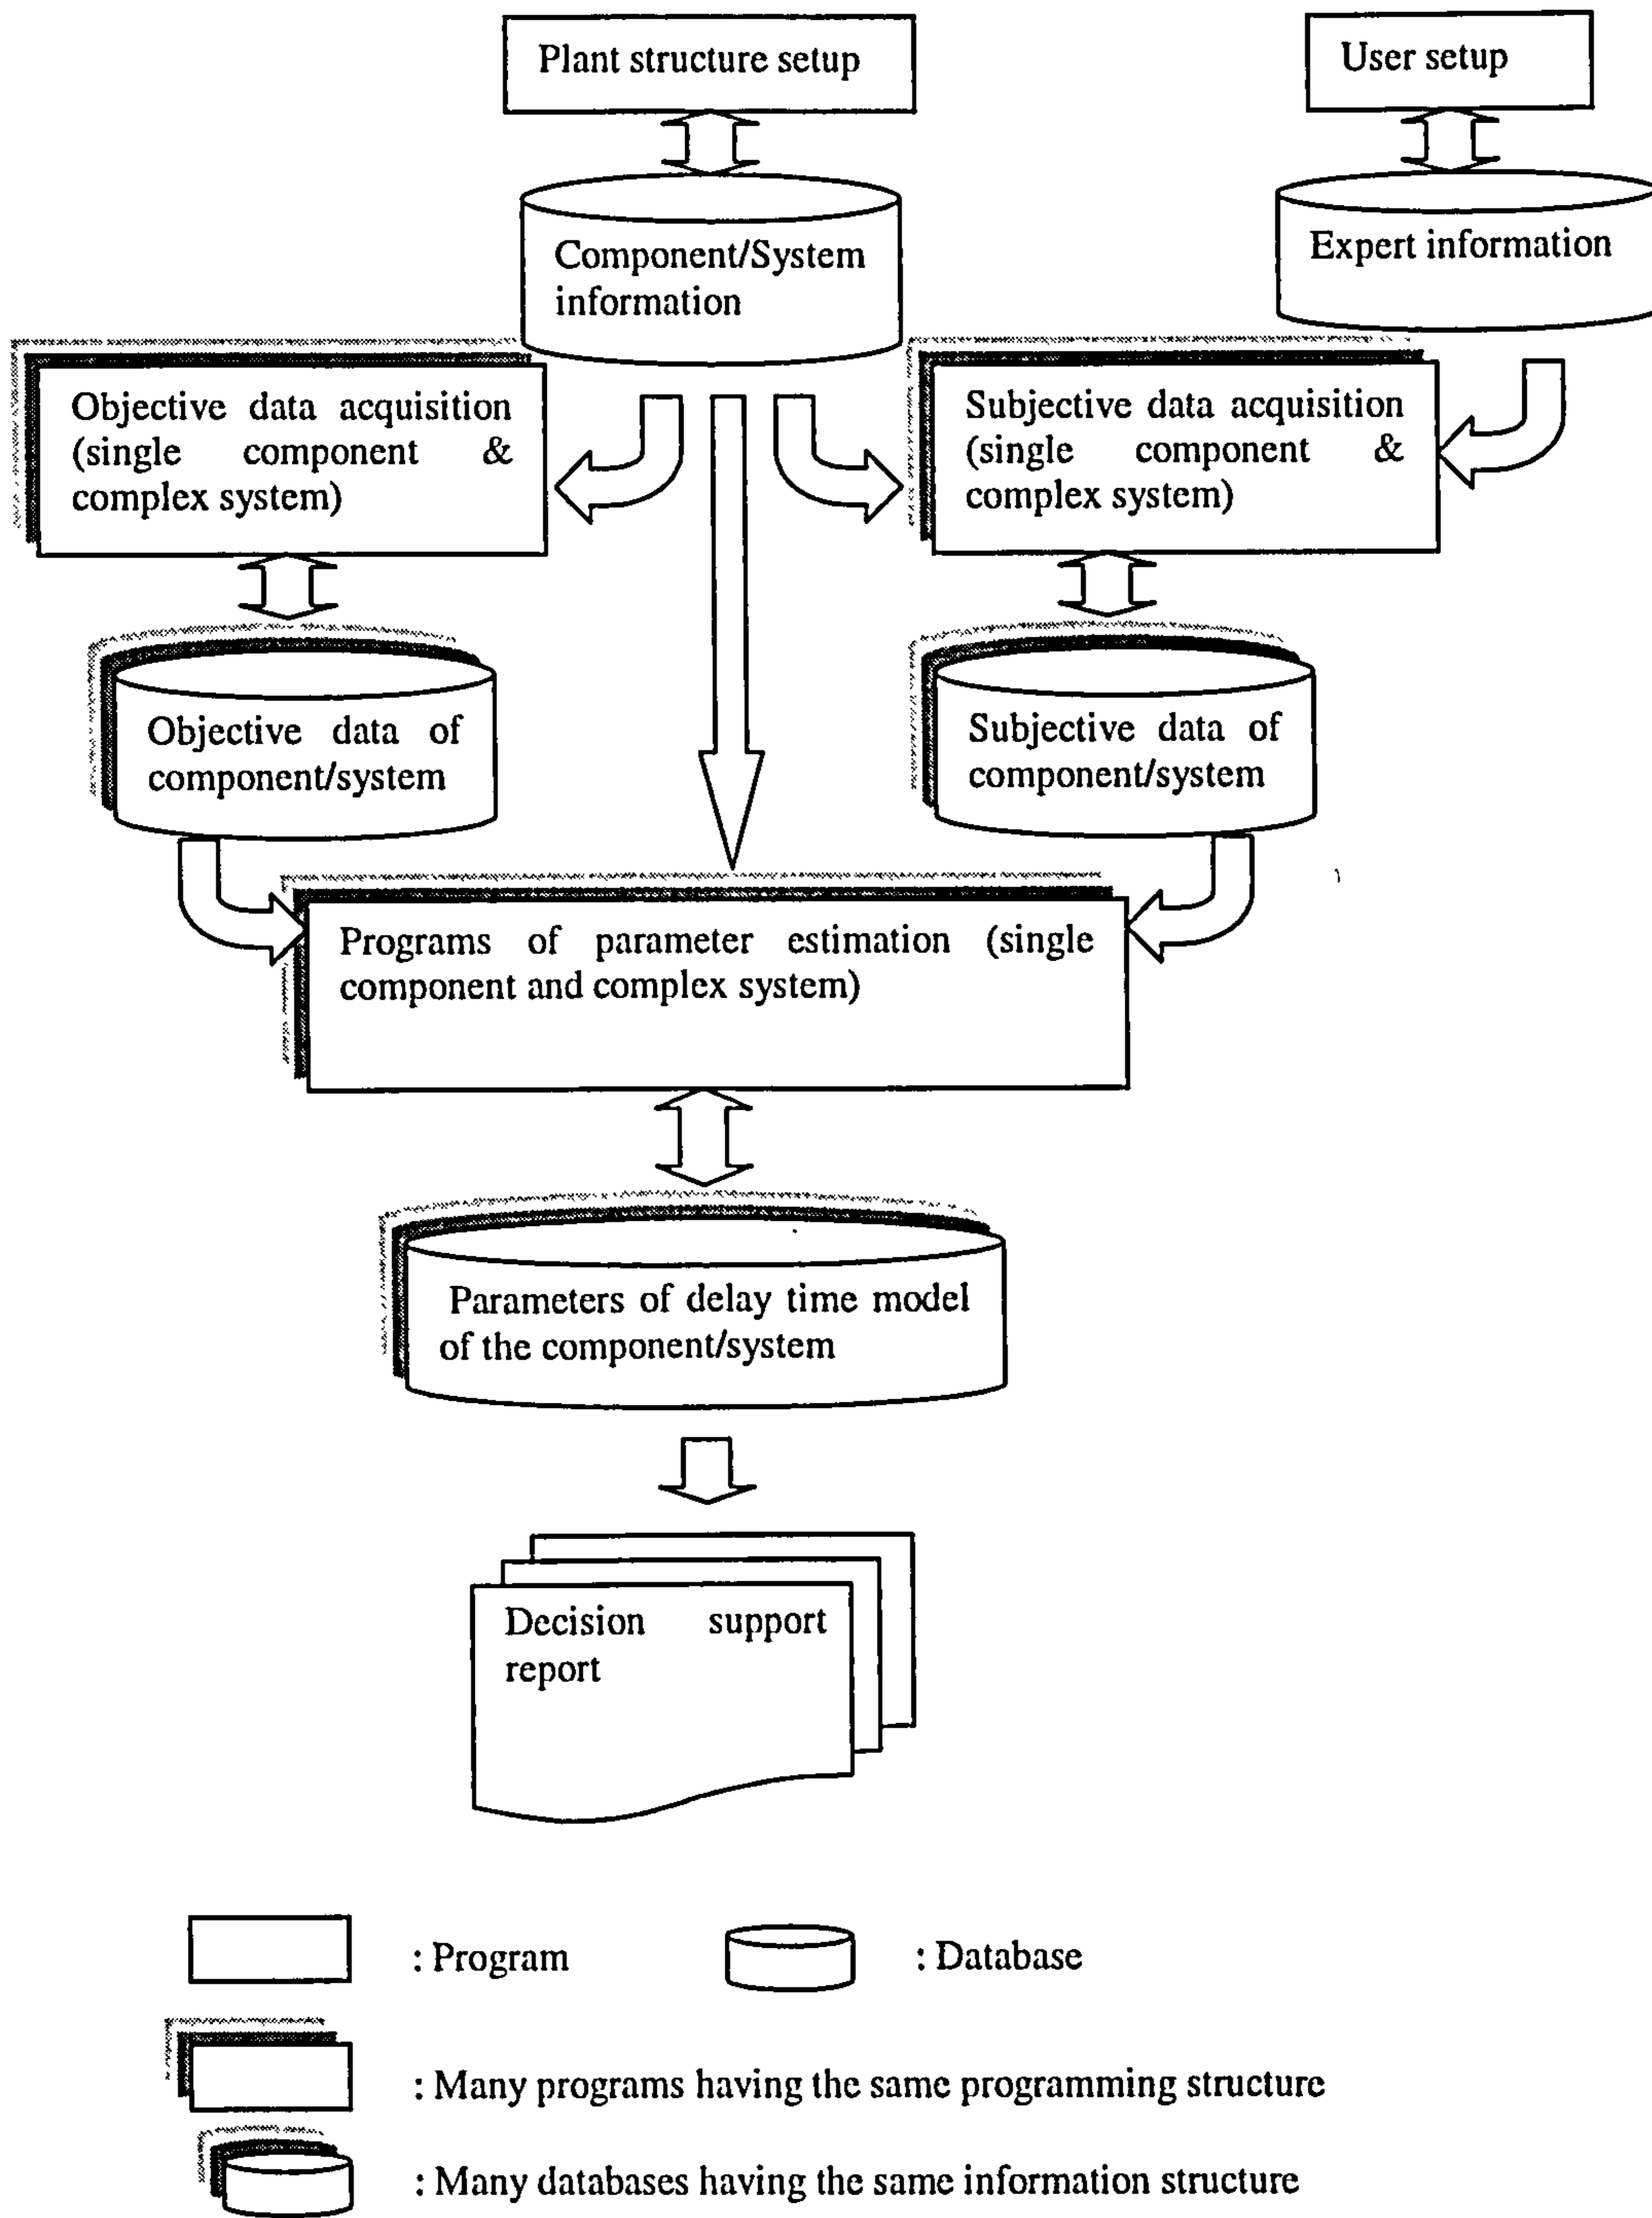 Plant structure setup
User setup
Component/System
information
Expert information
Objective data acquisition
(single component &
complex system)
Subjective data acquisition
(single component &
complex system)
Objective data of
component/system
Subjective data of
component/system
Programs of parameter estimation (single
component and complex system)
Parameters of delay time model
of the component/system
Decision support
report
: Program
: Database
: Many programs having the same programming structure
: Many databases having the same information structure